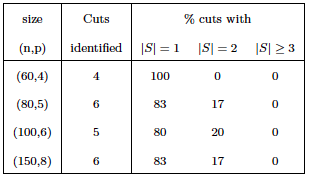 size Cuts % cuts with
(n,p) identified |S| = 1 |S| = 2 |S| ≥ 3
(60,4) 4 100 0 0
(80,5) 6 83 17 0
(100,6) 5 80 20 0
(150,8) 6 83 17 0